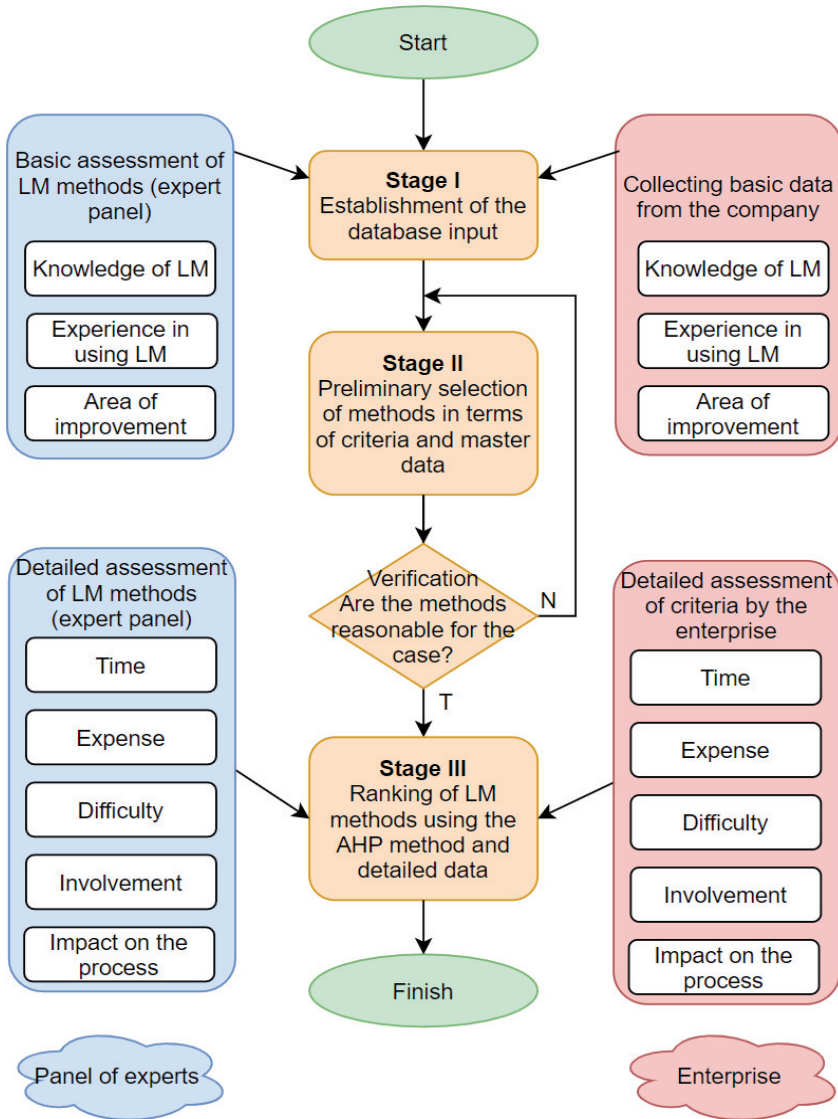 Start
Basic assessment of
LM methods (expert
panel)
Knowledge of LM
Experience in
using LM
Area of
improvement
Stage I
Establishment of the
database input
Collecting basic data
from the company
Knowledge of LM
Experience in
using LM
Area of
improvement
Stage II
Preliminary selection
of methods in terms
of criteria and master
data
Verification
Are the methods
reasonable for the
case?
N
T
Detailed assessment
of LM methods
(expert panel)
Time
Expense
Difficulty
Involvement
Impact on the
process
Stage III
Ranking of LM
methods using the
AHP method and
detailed data
Detailed assessment
of criteria by the
enterprise
Time
Expense
Difficulty
Involvement
Impact on the
process
Finish
Panel of experts
Enterprise